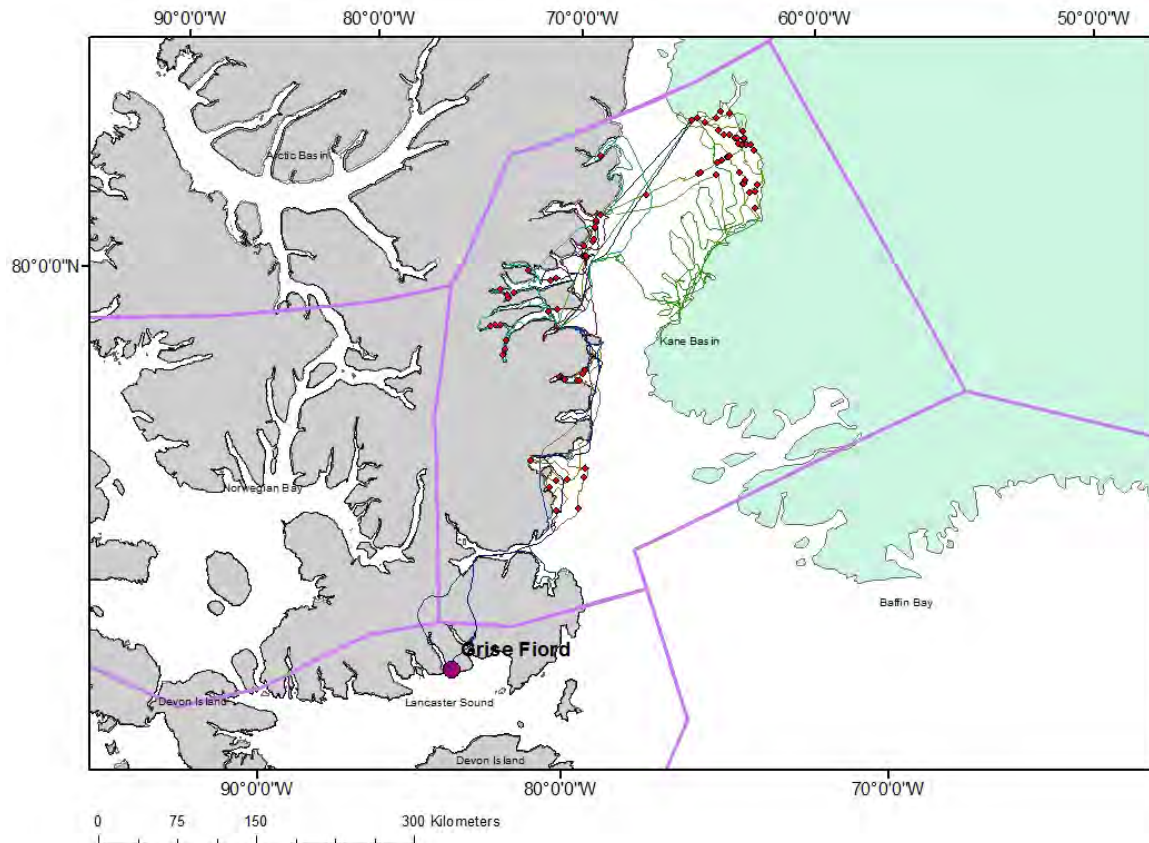 90°0'0"W 80°0'0"W 70°0'0"W 60°0'0"W 50°0'0"W
Arctic Basin
80°0'0"N
Kane Basin
Norwegian Bay
Baffin Bay
Grise Fiord
Devon Island
Lancaster Sound
Devon Island
90°0'0"W 80°0'0"W 70°0'0"W
0 75 150 300 Kilometers